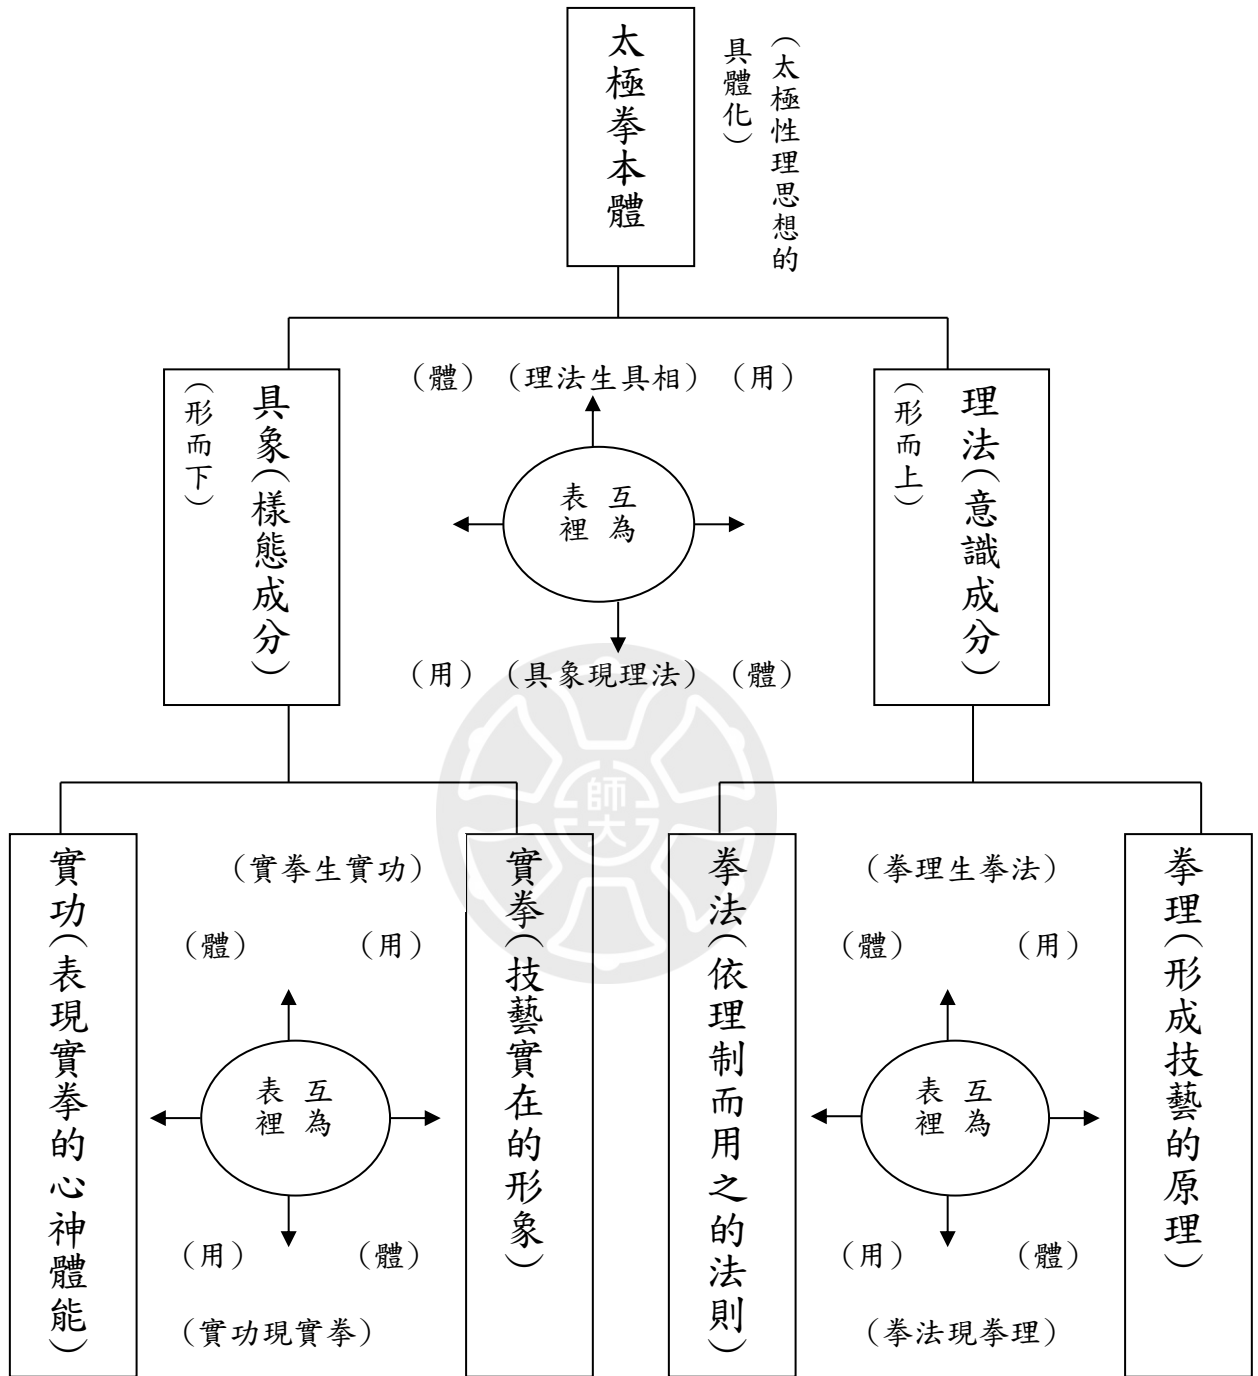 太極拳本體
（太極性理思想的
具體化）
（體）（理法生具相）（用）
理法（意識成分）
（形而上）
具象（樣態成分）
（形而下）
互為
表裡
（用）（具象現理法）（體）
師大
拳理（形成技藝的原理）
（拳理生拳法）
（體）（用）
互為
表裡
（用）（體）
（拳法現拳理）
拳法（依理制而用之的法則）
實拳（技藝實在的形象）
（實拳生實功）
（體）（用）
互為
表裡
（用）（體）
（實功現實拳）
實功（表現實拳的心神體能）